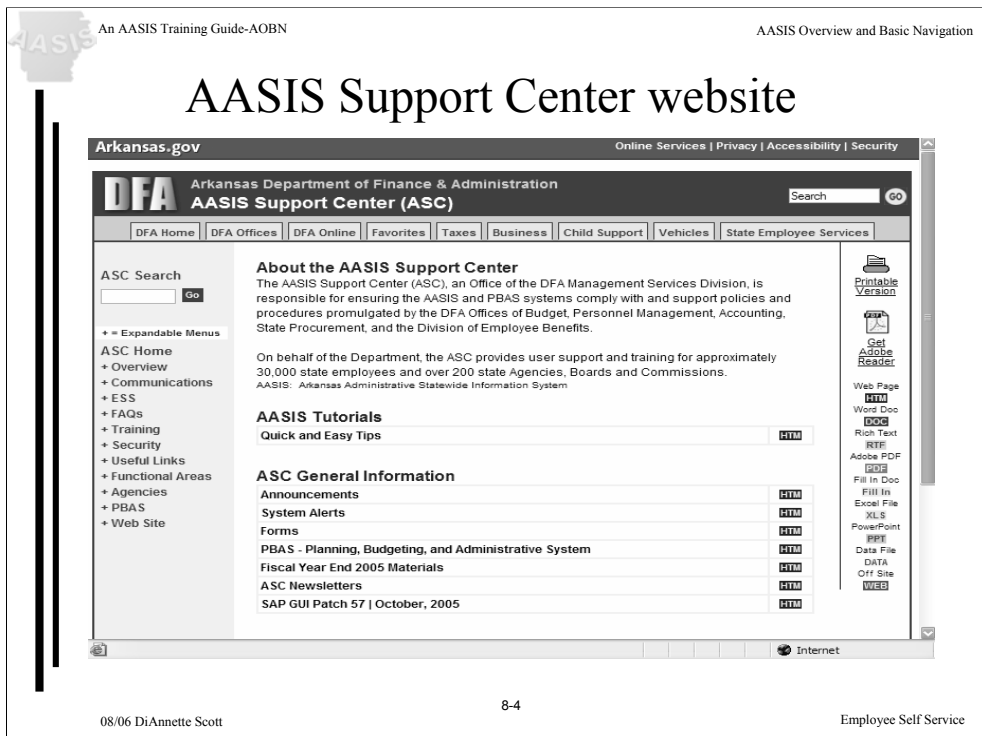 AASIS
An AASIS Training Guide-AOBN
AASIS Overview and Basic Navigation
AASIS Support Center website
Arkansas.gov
Online Services | Privacy | Accessibility | Security
DFA
Arkansas Department of Finance & Administration
AASIS Support Center (ASC)
Search GO
DFA Home DFA Offices DFA Online Favorites Taxes Business Child Support Vehicles State Employee Services
ASC Search
Go
+ = Expandable Menus
ASC Home
+ Overview
+ Communications
+ ESS
+ FAQs
+ Training
+ Security
+ Useful Links
+ Functional Areas
+ Agencies
+ PBAS
+ Web Site
About the AASIS Support Center
The AASIS Support Center (ASC), an Office of the DFA Management Services Division, is
responsible for ensuring the AASIS and PBAS systems comply with and support policies and
procedures promulgated by the DFA Offices of Budget, Personnel Management, Accounting,
State Procurement, and the Division of Employee Benefits.
On behalf of the Department, the ASC provides user support and training for approximately
30,000 state employees and over 200 state Agencies, Boards and Commissions.
AASIS: Arkansas Administrative Statewide Information System
AASIS Tutorials
Quick and Easy Tips HTM
ASC General Information
Announcements HTM
System Alerts HTM
Forms HTM
PBAS - Planning, Budgeting, and Administrative System HTM
Fiscal Year End 2005 Materials HTM
ASC Newsletters HTM
SAP GUI Patch 57 | October, 2005 HTM
Printable
Version
PDF
Get
Adobe
Reader
Web Page
HTM
Word Doc
DOC
Rich Text
RTF
Adobe PDF
PDF
Fill In Doc
Fill In
Excel File
XLS
PowerPoint
PPT
Data File
DATA
Off Site
WEB
Internet
8-4
08/06 DiAnnette Scott
Employee Self Service